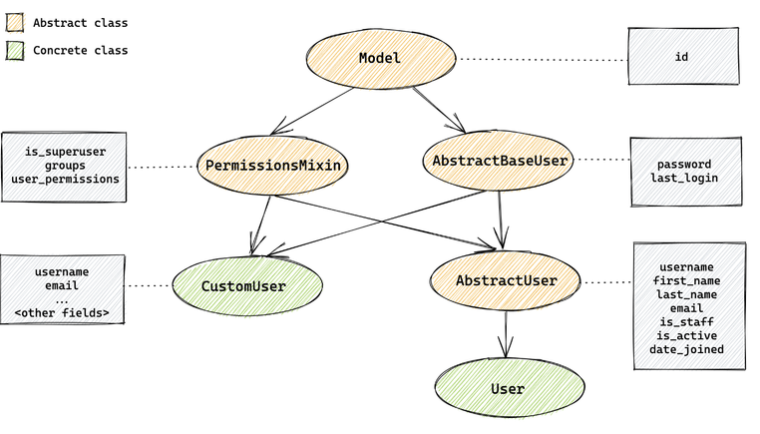 Abstract class
Concrete class
Model
id
is_superuser
groups
user_permissions
PermissionsMixin
AbstractBaseUser
password
last_login
username
email
...
<other fields>
CustomUser
AbstractUser
username
first_name
last_name
email
is_staff
is_active
date_joined
User